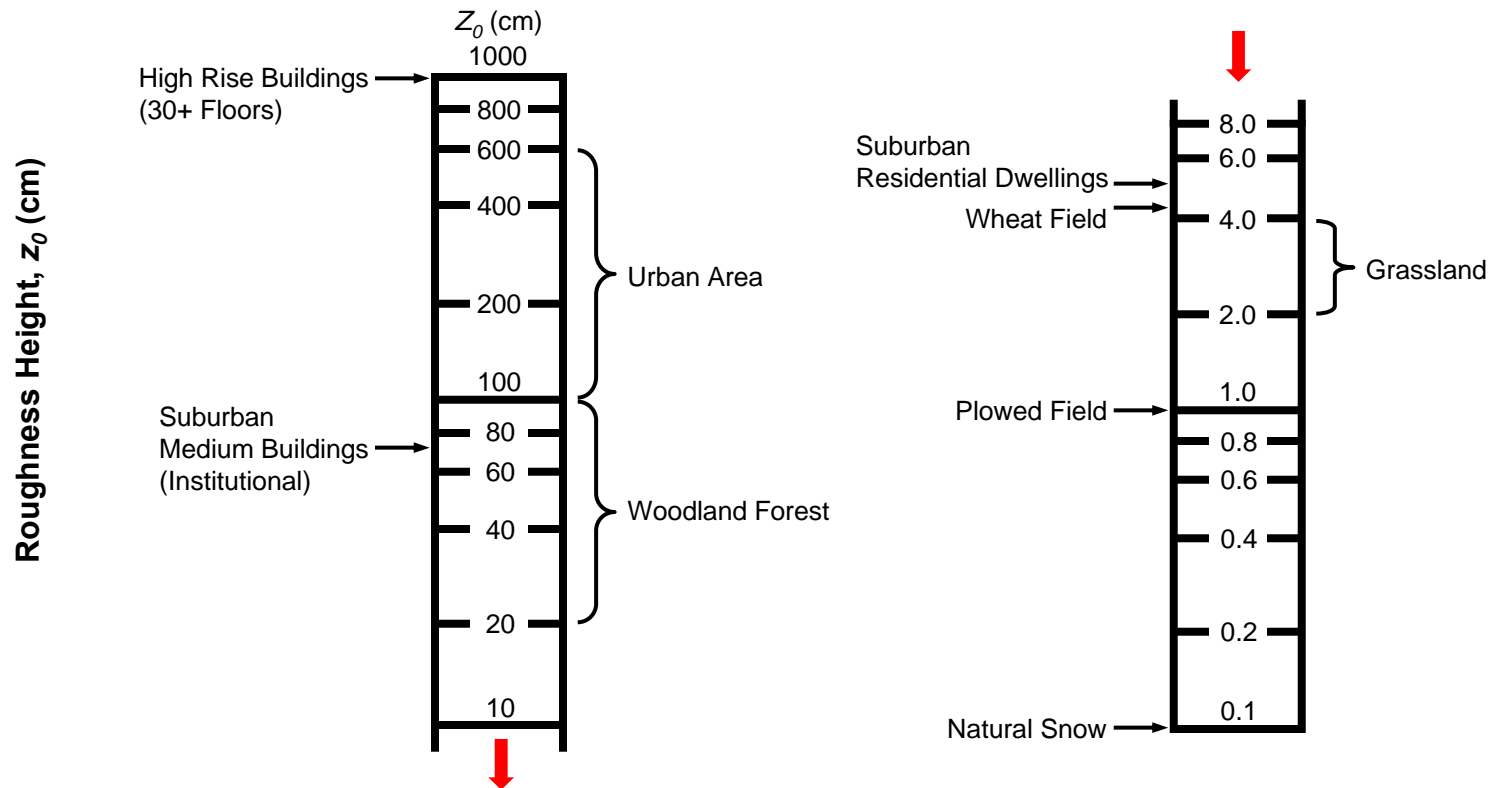 Roughness Height, z0 (cm)
Z0 (cm)
1000
High Rise Buildings
(30+ Floors)
800
600
400
Urban Area
200
100
Suburban
Medium Buildings
(Institutional)
80
60
Woodland Forest
40
20
10
8.0
Suburban
Residential Dwellings
6.0
Wheat Field
4.0
Grassland
2.0
1.0
Plowed Field
0.8
0.6
0.4
0.2
0.1
Natural Snow